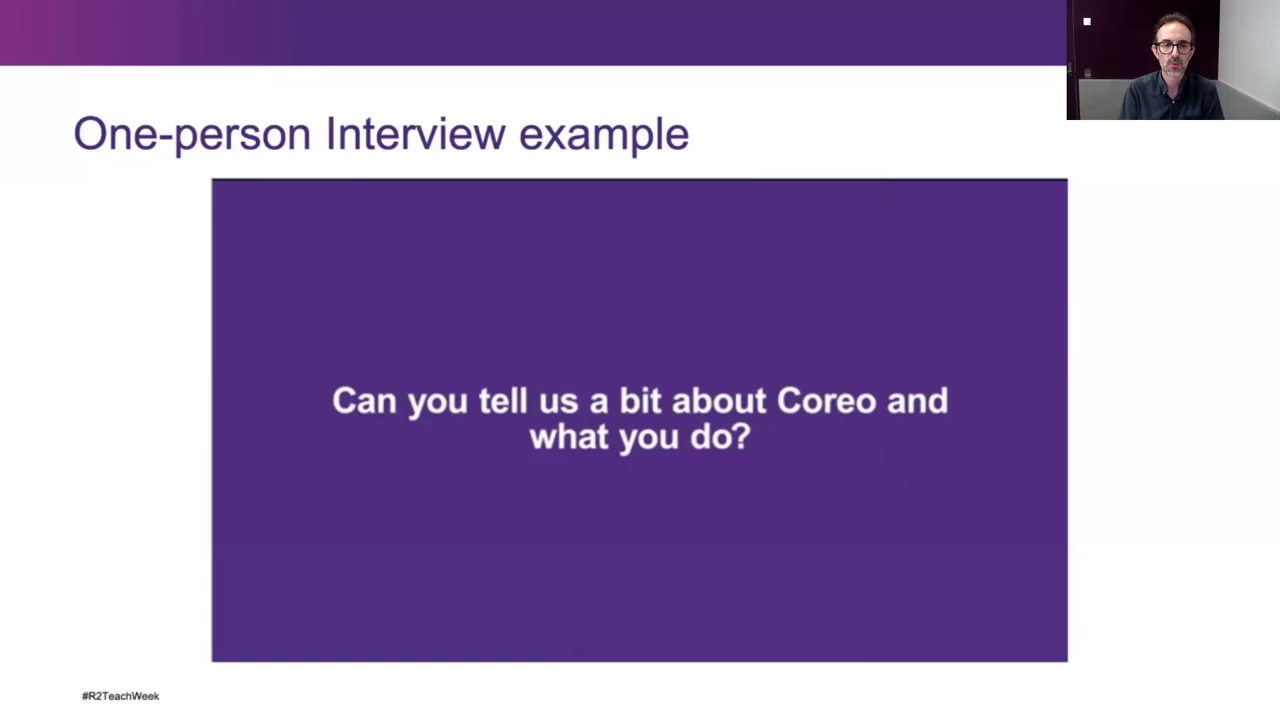 One-person Interview example
Can you tell us a bit about Coreo and
what you do?
#R2TeachWeek